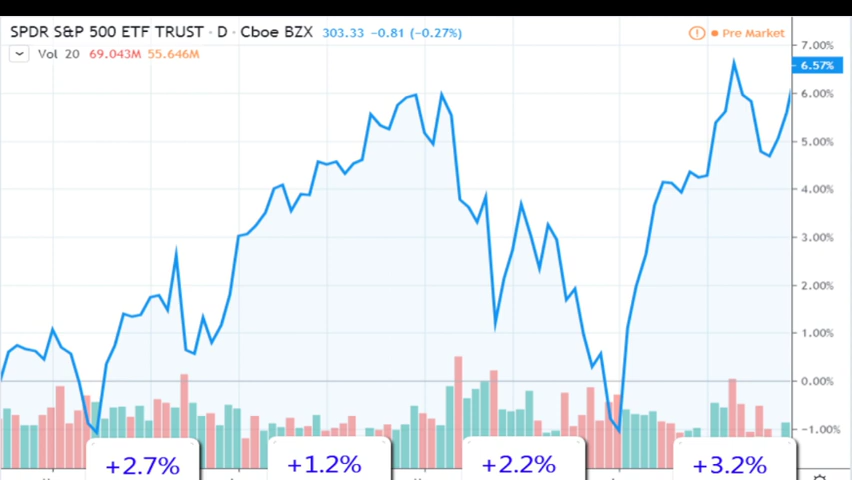 SPDR S&P 500 ETF TRUST · D · Cboe BZX 303.33 −0.81 (−0.27%)
Pre Market
Vol 20 69.043M 55.646M
7.00%
6.57%
6.00%
5.00%
4.00%
3.00%
2.00%
1.00%
0.00%
−1.00%
+2.7% +1.2% +2.2% +3.2%